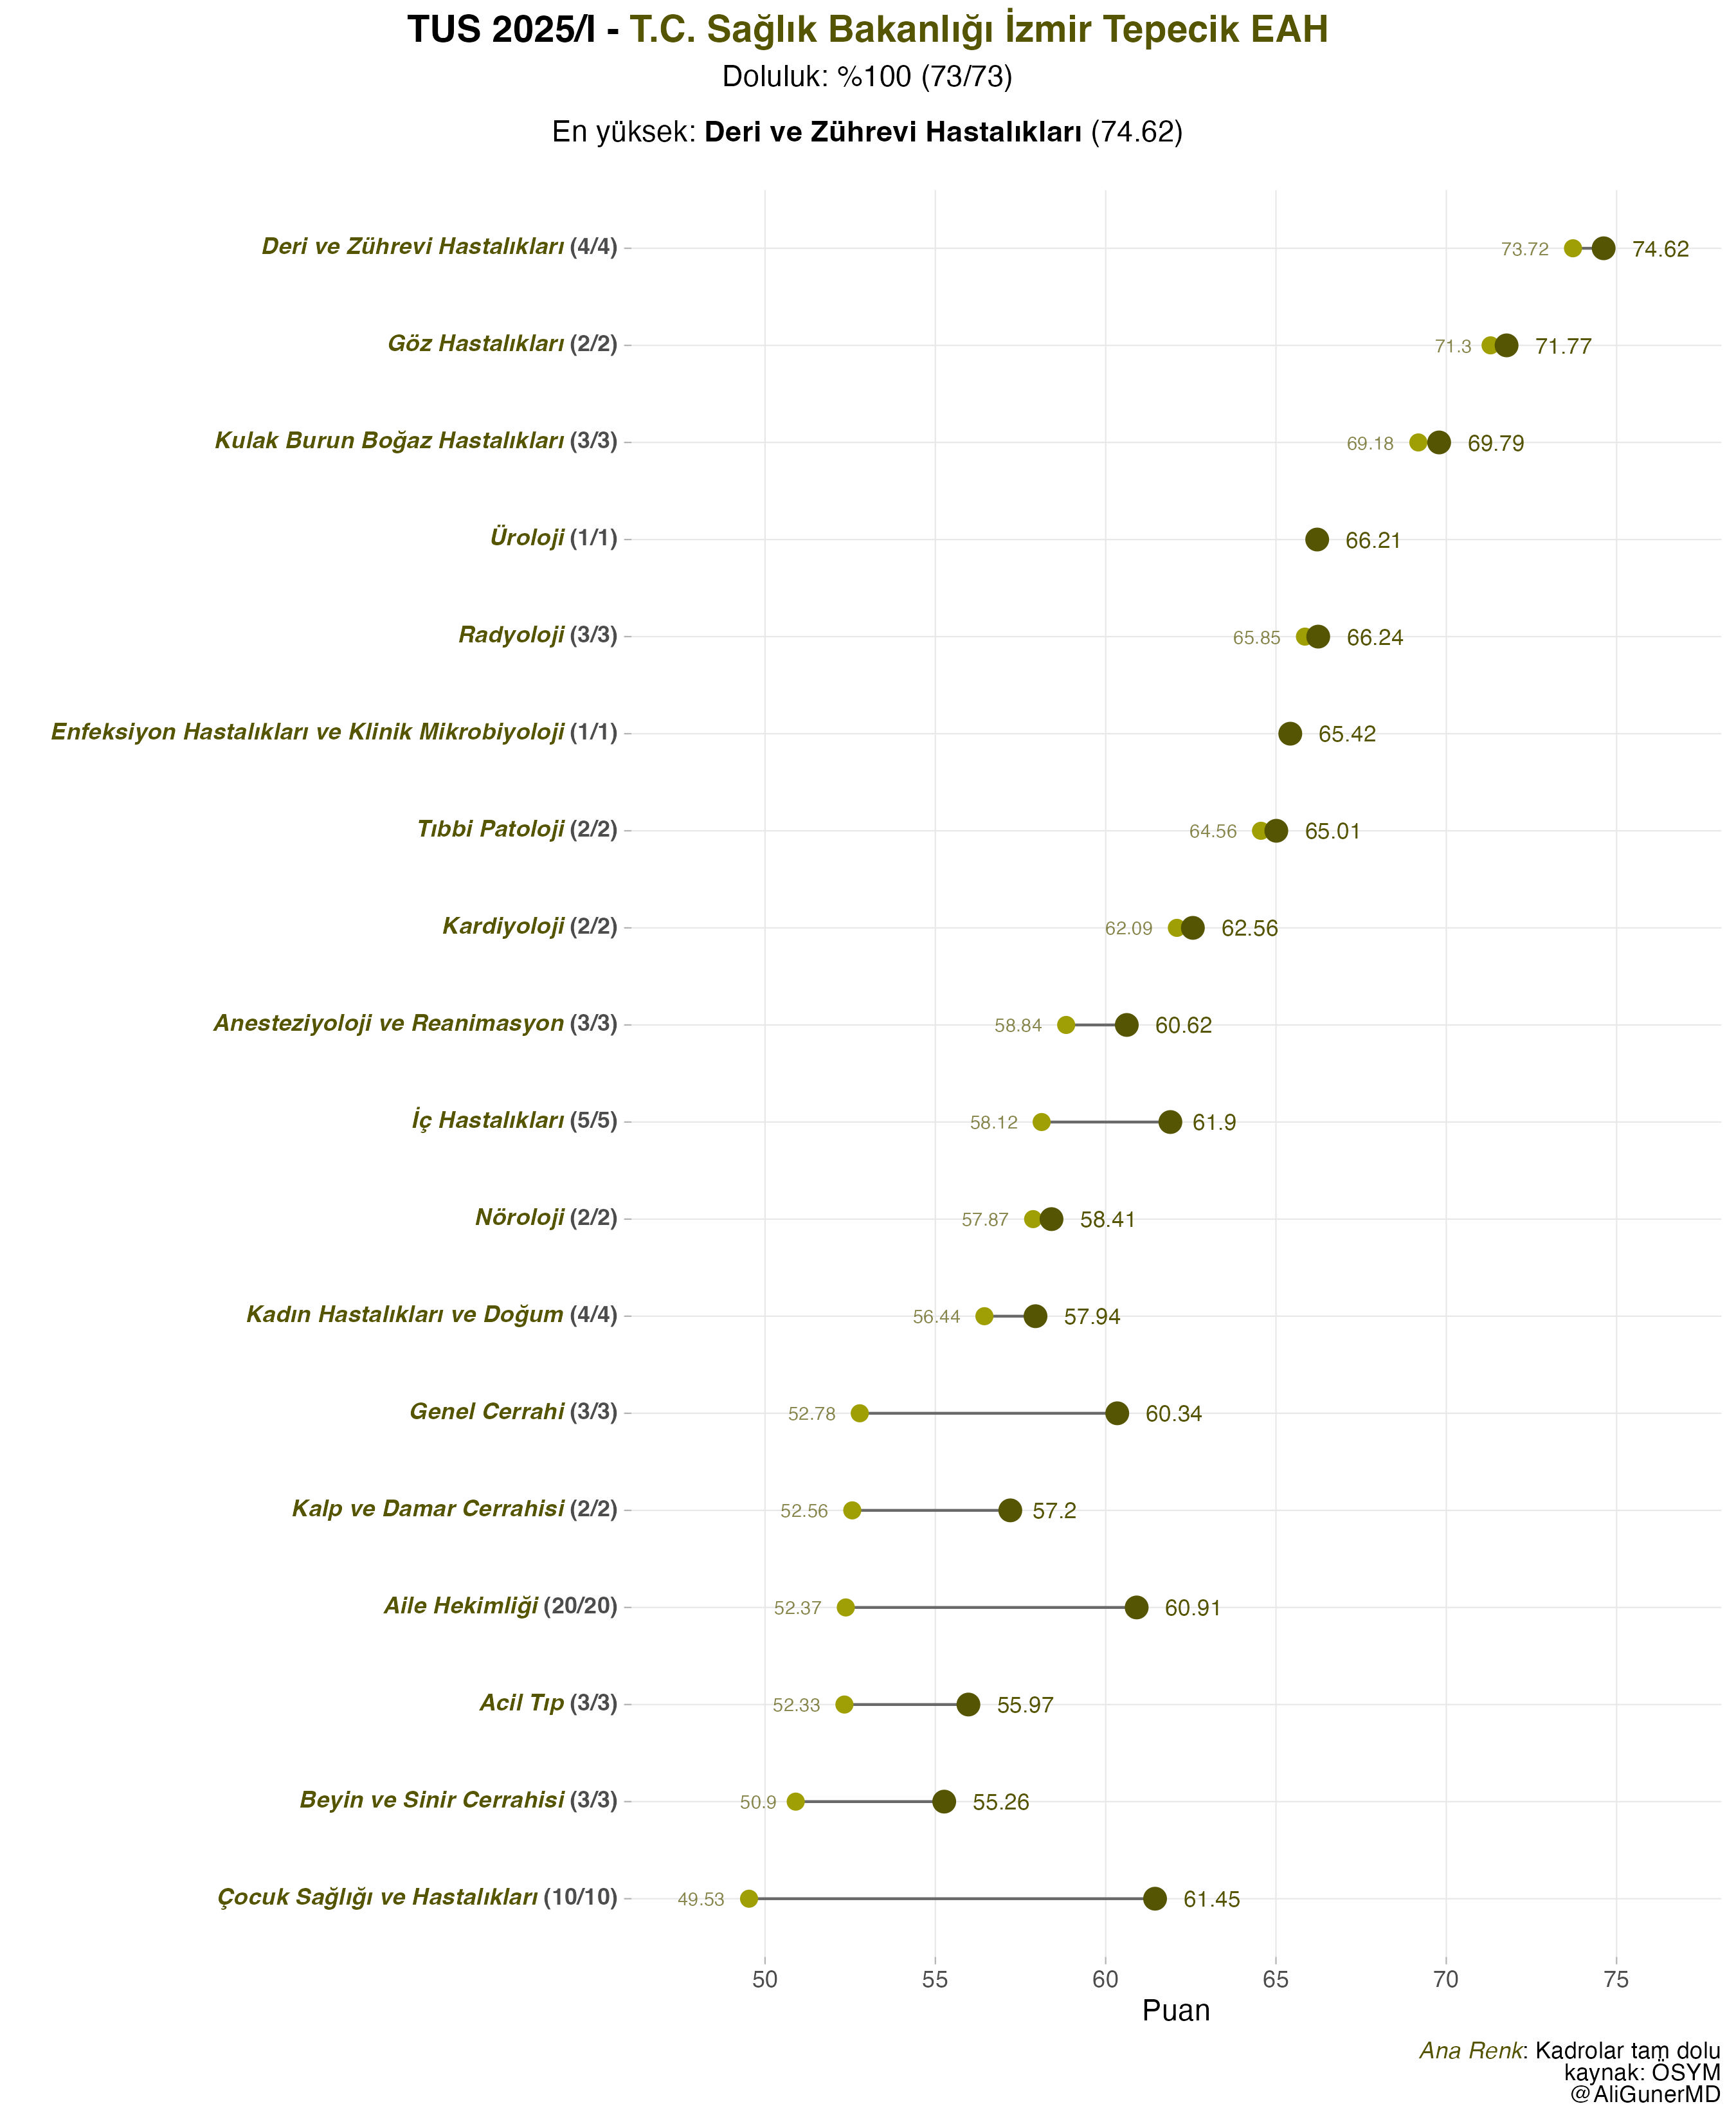 TUS 2025/I - T.C. Sağlık Bakanlığı İzmir Tepecik EAH
Doluluk: %100 (73/73)
En yüksek: Deri ve Zührevi Hastalıkları (74.62)
Deri ve Zührevi Hastalıkları (4/4) 73.72 74.62
Göz Hastalıkları (2/2) 71.3 71.77
Kulak Burun Boğaz Hastalıkları (3/3) 69.18 69.79
Üroloji (1/1) 66.21
Radyoloji (3/3) 65.85 66.24
Enfeksiyon Hastalıkları ve Klinik Mikrobiyoloji (1/1) 65.42
Tıbbi Patoloji (2/2) 64.56 65.01
Kardiyoloji (2/2) 62.09 62.56
Anesteziyoloji ve Reanimasyon (3/3) 58.84 60.62
İç Hastalıkları (5/5) 58.12 61.9
Nöroloji (2/2) 57.87 58.41
Kadın Hastalıkları ve Doğum (4/4) 56.44 57.94
Genel Cerrahi (3/3) 52.78 60.34
Kalp ve Damar Cerrahisi (2/2) 52.56 57.2
Aile Hekimliği (20/20) 52.37 60.91
Acil Tıp (3/3) 52.33 55.97
Beyin ve Sinir Cerrahisi (3/3) 50.9 55.26
Çocuk Sağlığı ve Hastalıkları (10/10) 49.53 61.45
50 55 60 65 70 75
Puan
Ana Renk: Kadrolar tam dolu
kaynak: ÖSYM
@AliGunerMD